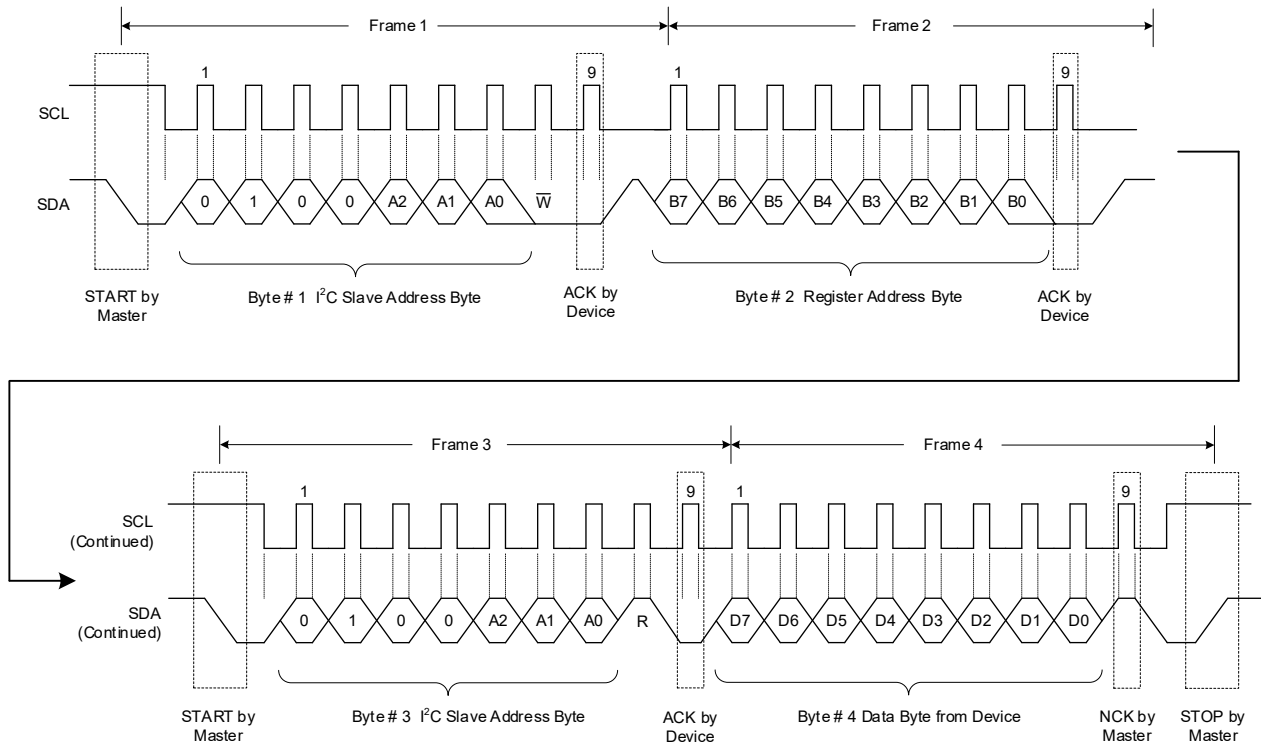 Frame 1 Frame 2
1 9 1 9
SCL
SDA 0 1 0 0 A2 A1 A0 W̅ B7 B6 B5 B4 B3 B2 B1 B0
START by Master
Byte # 1 I²C Slave Address Byte
ACK by Device
Byte # 2 Register Address Byte
ACK by Device
Frame 3 Frame 4
1 9 1 9
SCL
(Continued)
SDA
(Continued)
0 1 0 0 A2 A1 A0 R D7 D6 D5 D4 D3 D2 D1 D0
START by Master
Byte # 3 I²C Slave Address Byte
ACK by Device
Byte # 4 Data Byte from Device
NCK by Master
STOP by Master